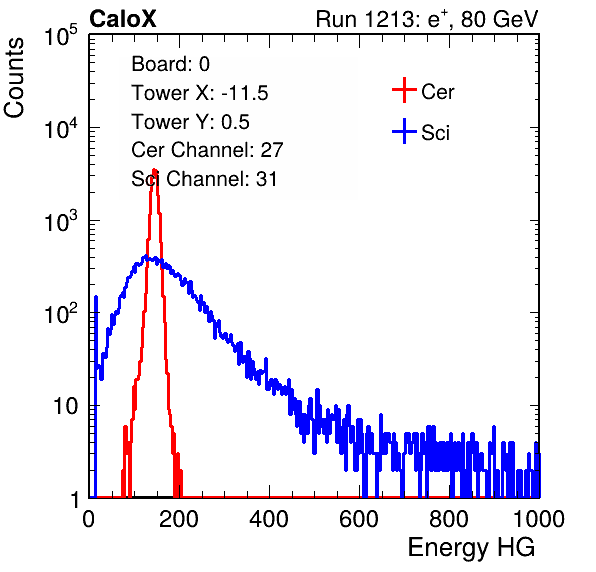 CaloX Run 1213: e⁺, 80 GeV
Counts
Board: 0
Tower X: -11.5
Tower Y: 0.5
Cer Channel: 27
Sci Channel: 31
Cer
Sci
10⁵
10⁴
10³
10²
10
1
0 200 400 600 800 1000
Energy HG